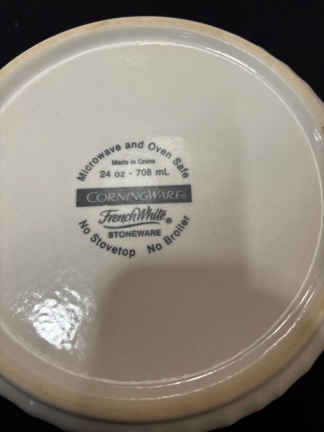 Microwave and Oven Safe
Made in China
24 oz - 708 mL
CORNINGWARE®
French White®
STONEWARE
No Stovetop No Broiler